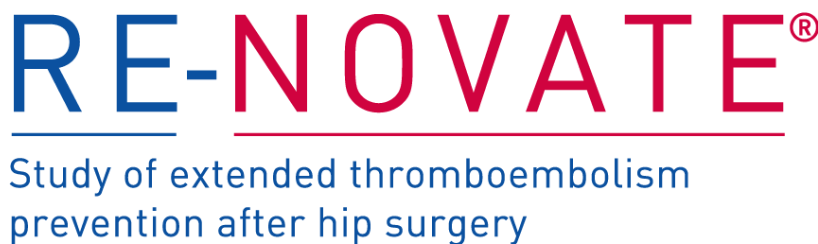 RE-NOVATE®
Study of extended thromboembolism
prevention after hip surgery